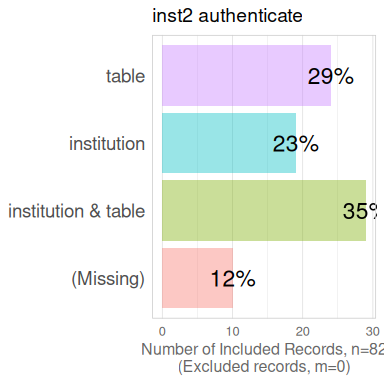 inst2 authenticate
table
29%
institution
23%
institution & table
35%
(Missing)
12%
0 10 20 30
Number of Included Records, n=82
(Excluded records, m=0)